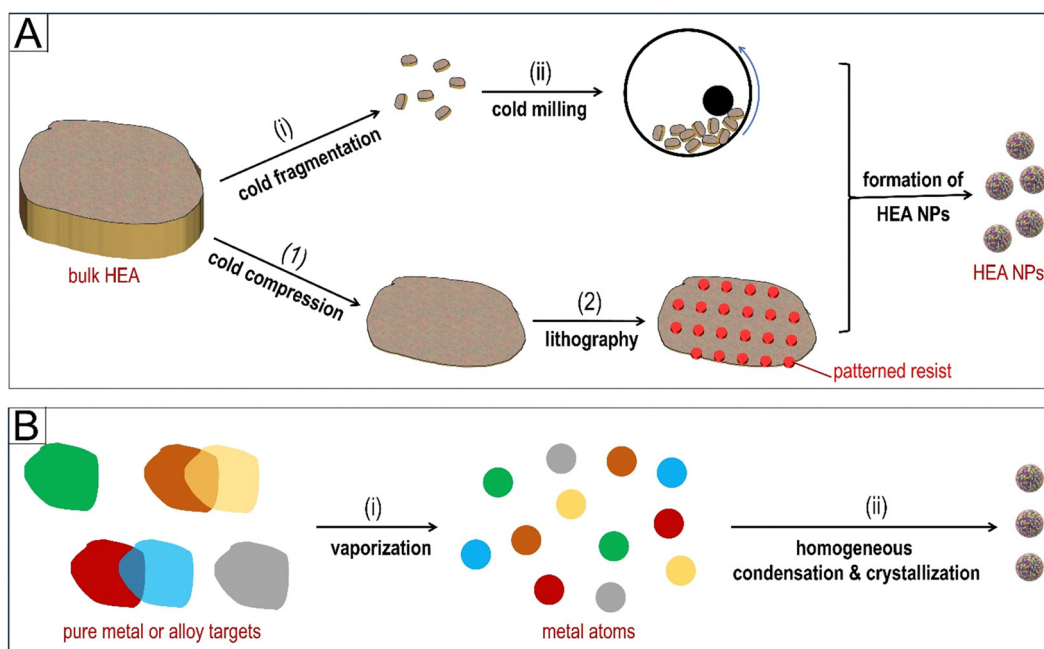 A
(i)
cold fragmentation
(ii)
cold milling
bulk HEA
(1)
cold compression
(2)
lithography
patterned resist
formation of
HEA NPs
HEA NPs
B
pure metal or alloy targets
(i)
vaporization
metal atoms
(ii)
homogeneous
condensation & crystallization